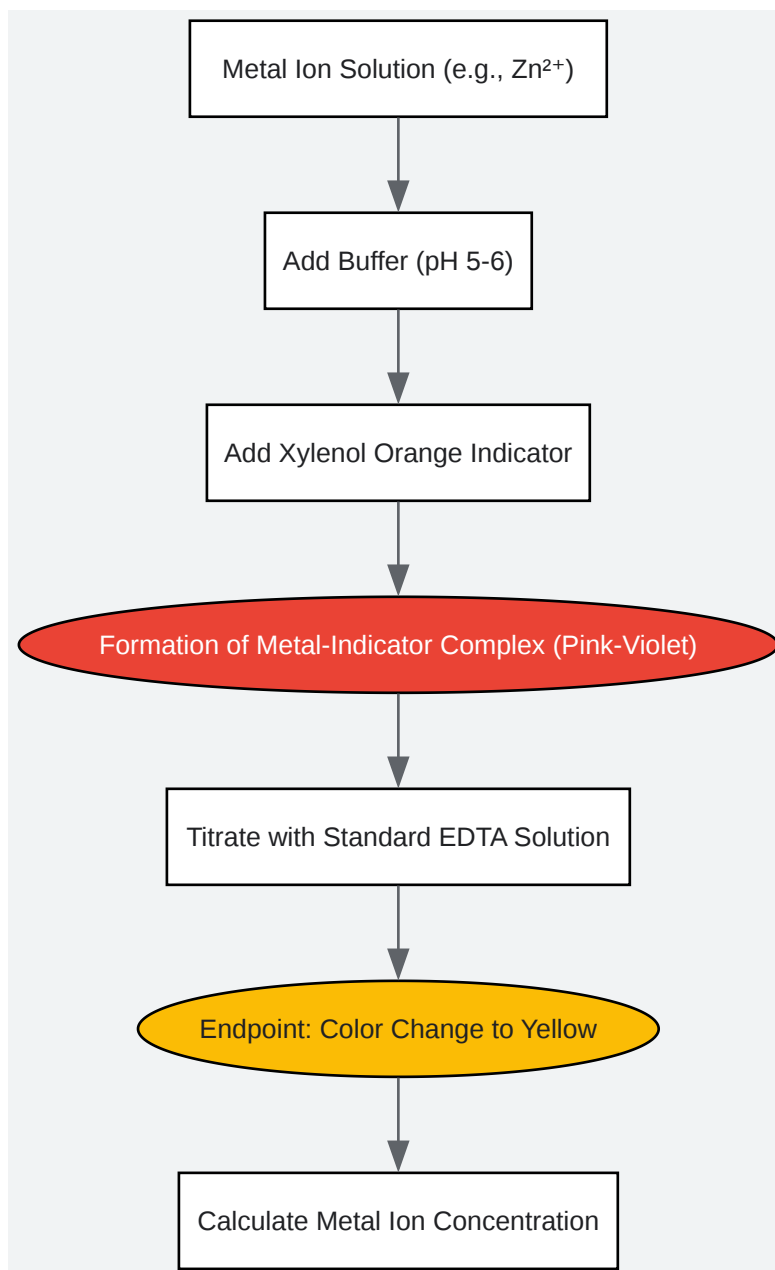 Metal Ion Solution (e.g., Zn²⁺)
Add Buffer (pH 5-6)
Add Xylenol Orange Indicator
Formation of Metal-Indicator Complex (Pink-Violet)
Titrate with Standard EDTA Solution
Endpoint: Color Change to Yellow
Calculate Metal Ion Concentration